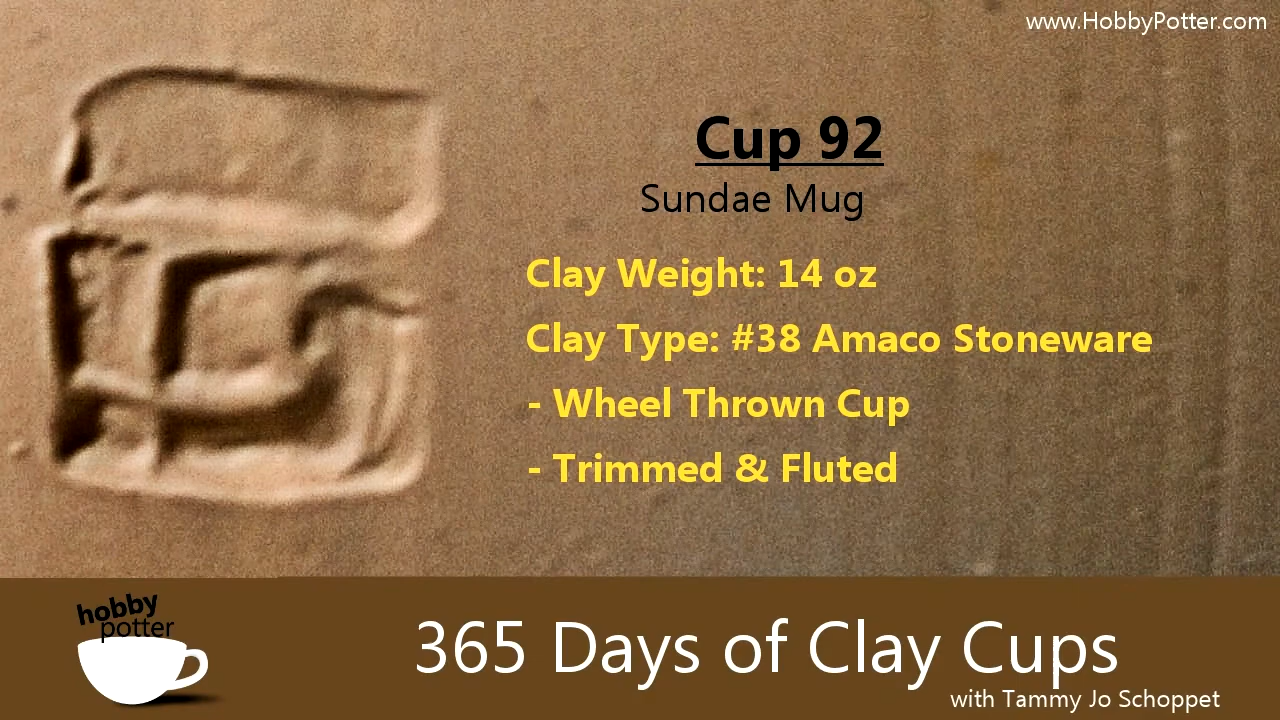 www.HobbyPotter.com
Cup 92
Sundae Mug
Clay Weight: 14 oz
Clay Type: #38 Amaco Stoneware
- Wheel Thrown Cup
- Trimmed & Fluted
hobby
potter
365 Days of Clay Cups
with Tammy Jo Schoppet